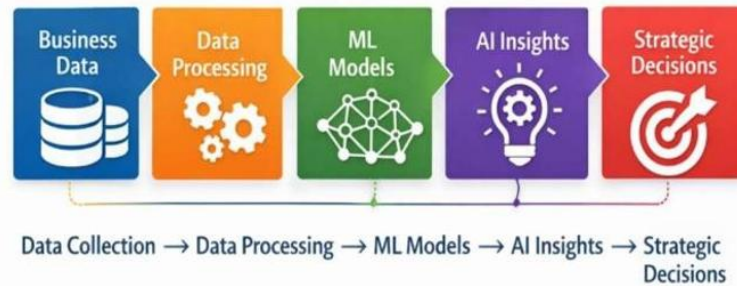 Business
Data
Data
Processing
ML
Models
AI Insights
Strategic
Decisions
Data Collection → Data Processing → ML Models → AI Insights → Strategic
Decisions